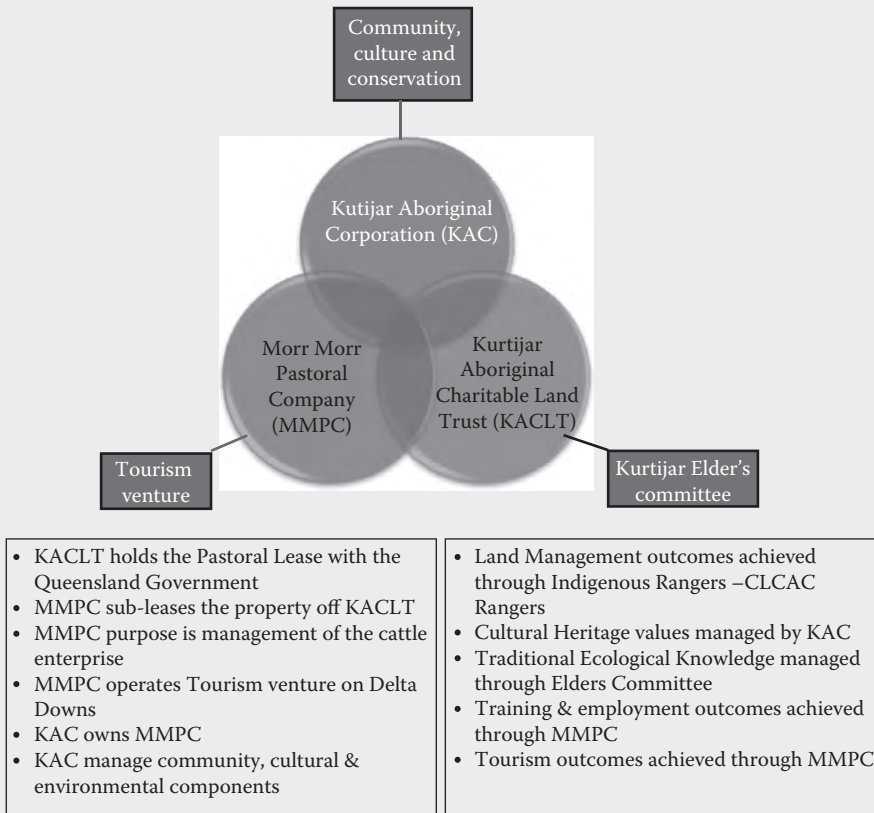 Community,
culture and
conservation
Kutijar Aboriginal
Corporation (KAC)
Morr Morr
Pastoral
Company
(MMPC)
Kurtijar
Aboriginal
Charitable Land
Trust (KACLT)
Tourism
venture
Kurtijar Elder's
committee
• KACLT holds the Pastoral Lease with the
Queensland Government
• MMPC sub-leases the property off KACLT
• MMPC purpose is management of the cattle
enterprise
• MMPC operates Tourism venture on Delta
Downs
• KAC owns MMPC
• KAC manage community, cultural &
environmental components
• Land Management outcomes achieved
through Indigenous Rangers –CLCAC
Rangers
• Cultural Heritage values managed by KAC
• Traditional Ecological Knowledge managed
through Elders Committee
• Training & employment outcomes achieved
through MMPC
• Tourism outcomes achieved through MMPC